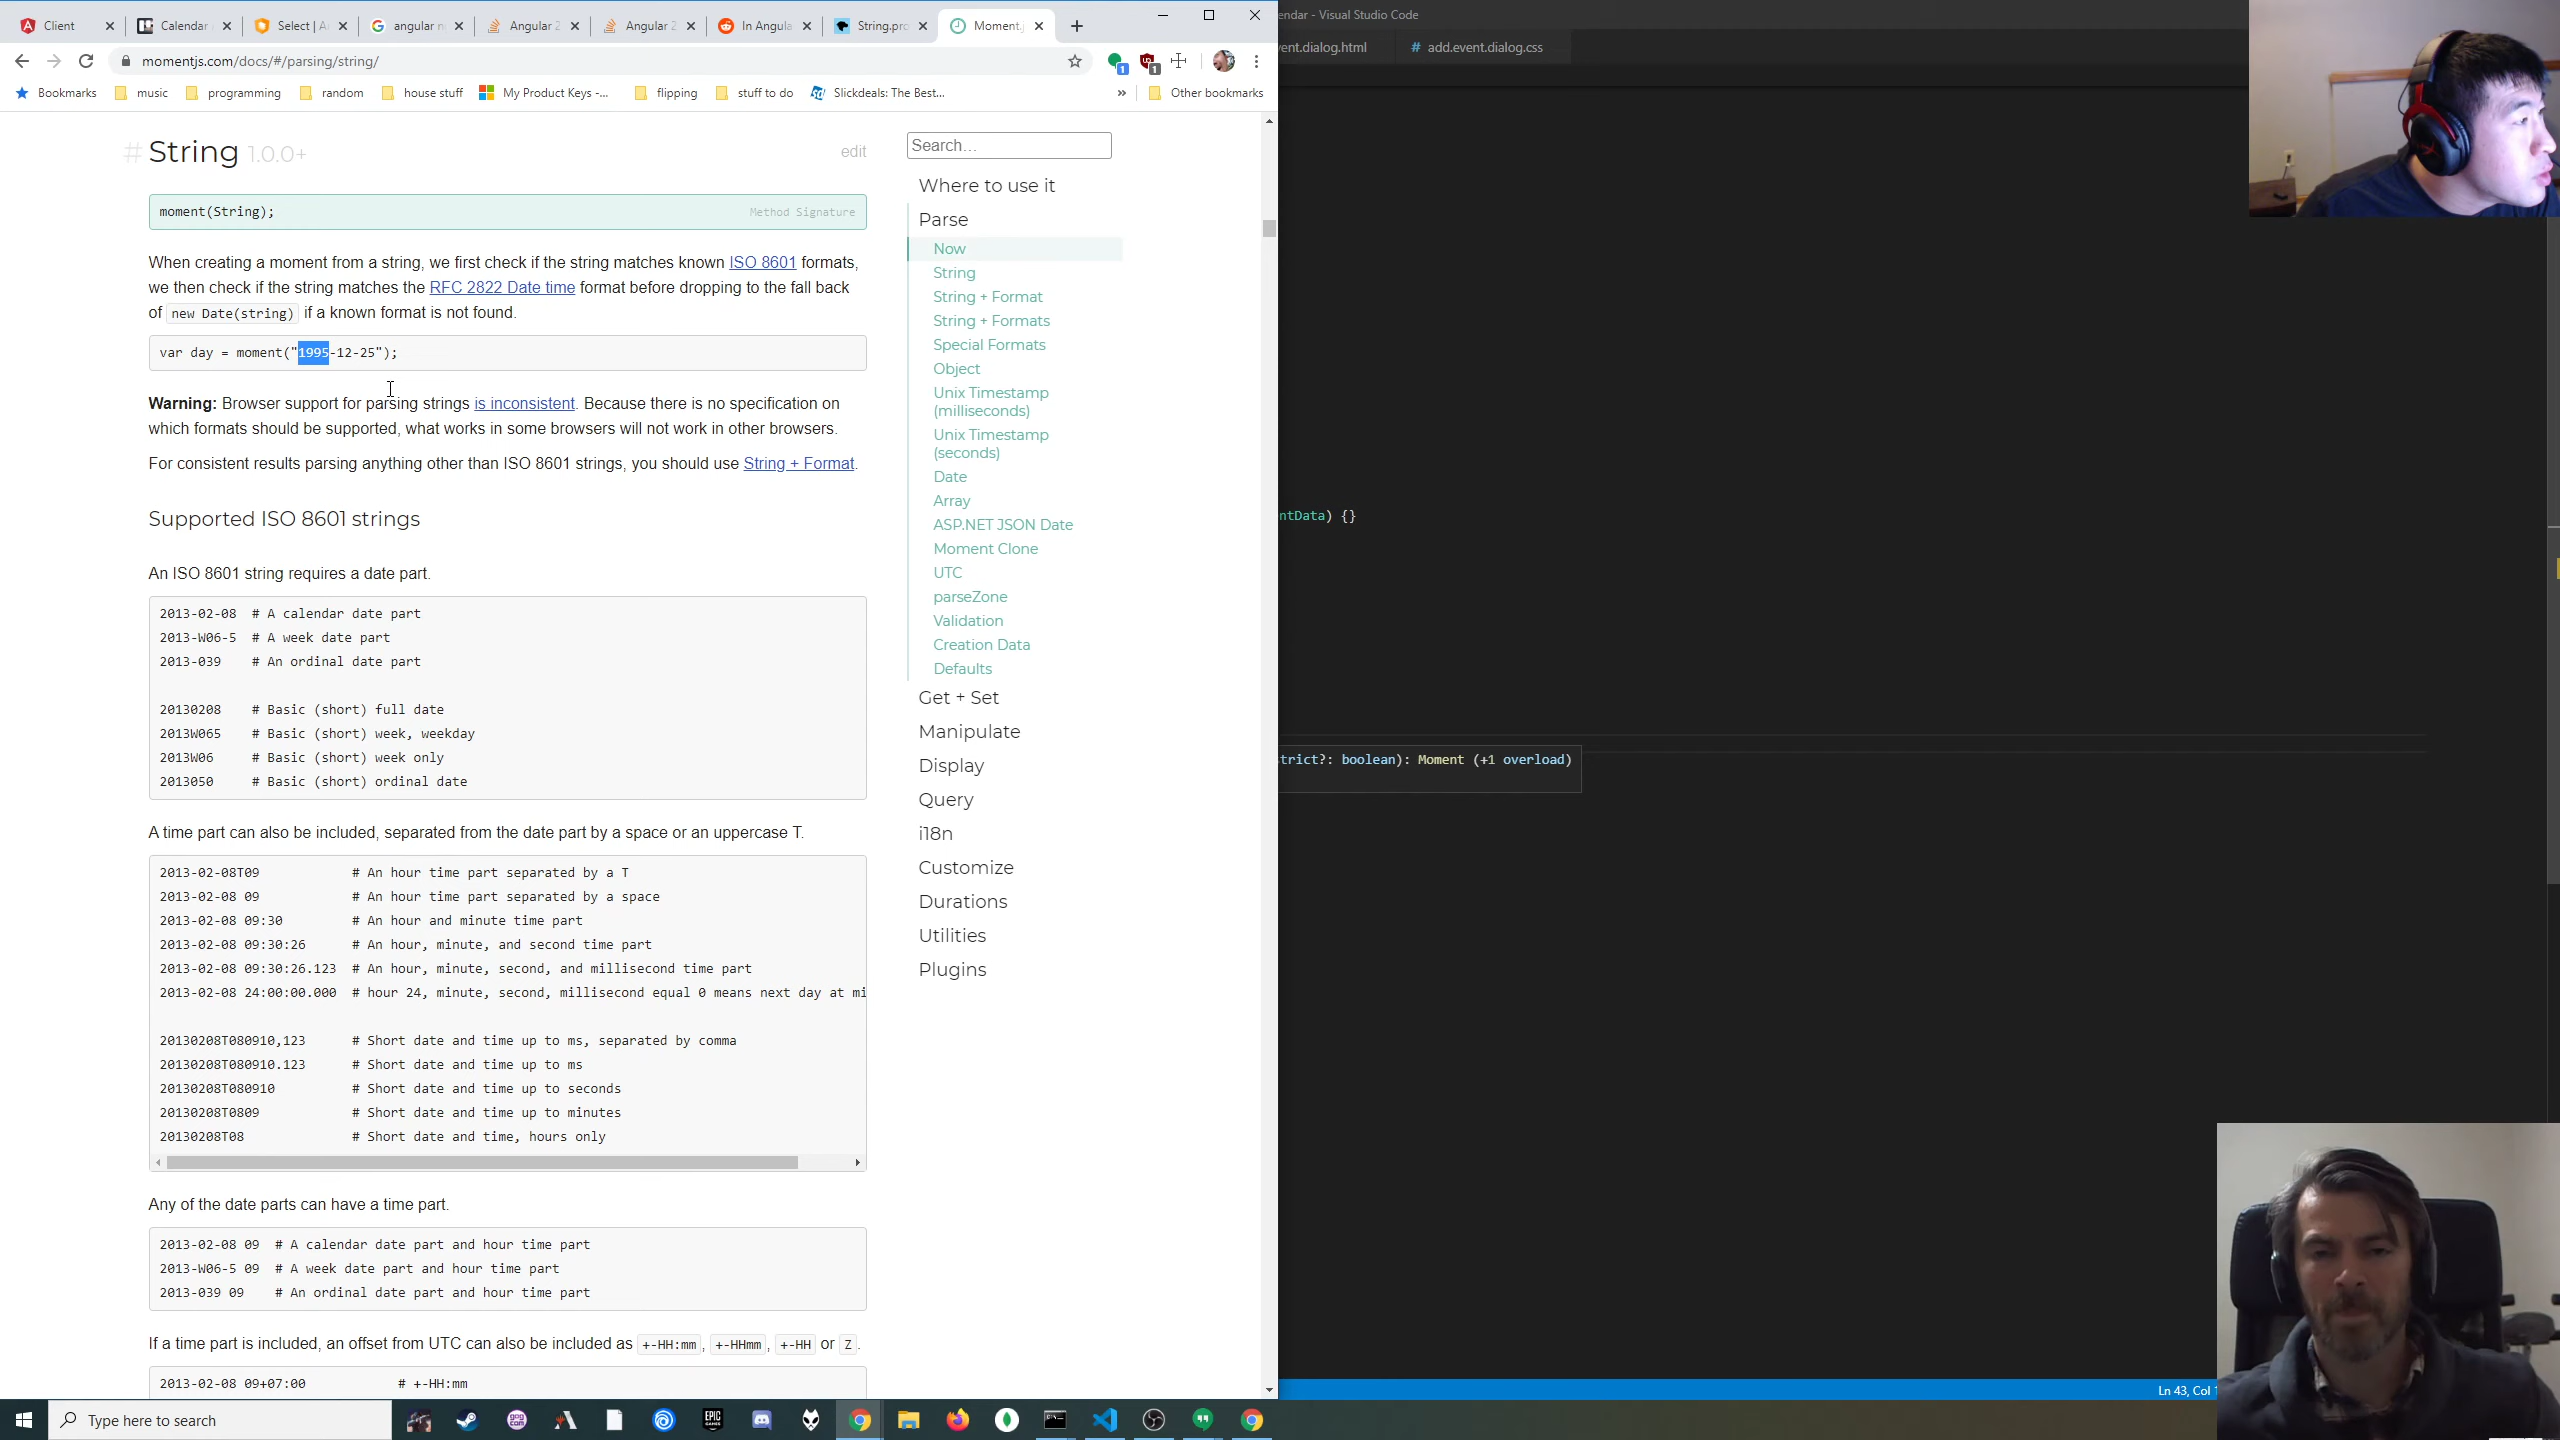 Client
Calendar
Select | A
angular n
Angular 2
Angular 2
In Angula
String.pro
Moment.j
endar - Visual Studio Code
vent.dialog.html
# add.event.dialog.css
momentjs.com/docs/#/parsing/string/
Bookmarks
music
programming
random
house stuff
My Product Keys -...
flipping
stuff to do
Slickdeals: The Best...
»
Other bookmarks
# String 1.0.0+
edit
moment(String);
Method Signature
When creating a moment from a string, we first check if the string matches known ISO 8601 formats,
we then check if the string matches the RFC 2822 Date time format before dropping to the fall back
of new Date(string) if a known format is not found.
var day = moment("1995-12-25");
Warning: Browser support for parsing strings is inconsistent. Because there is no specification on
which formats should be supported, what works in some browsers will not work in other browsers.
For consistent results parsing anything other than ISO 8601 strings, you should use String + Format.
Supported ISO 8601 strings
An ISO 8601 string requires a date part.
2013-02-08 # A calendar date part
2013-W06-5 # A week date part
2013-039 # An ordinal date part
20130208 # Basic (short) full date
2013W065 # Basic (short) week, weekday
2013W06 # Basic (short) week only
2013050 # Basic (short) ordinal date
A time part can also be included, separated from the date part by a space or an uppercase T.
2013-02-08T09 # An hour time part separated by a T
2013-02-08 09 # An hour time part separated by a space
2013-02-08 09:30 # An hour and minute time part
2013-02-08 09:30:26 # An hour, minute, and second time part
2013-02-08 09:30:26.123 # An hour, minute, second, and millisecond time part
2013-02-08 24:00:00.000 # hour 24, minute, second, millisecond equal 0 means next day at mi
20130208T080910,123 # Short date and time up to ms, separated by comma
20130208T080910.123 # Short date and time up to ms
20130208T080910 # Short date and time up to seconds
20130208T0809 # Short date and time up to minutes
20130208T08 # Short date and time, hours only
Any of the date parts can have a time part.
2013-02-08 09 # A calendar date part and hour time part
2013-W06-5 09 # A week date part and hour time part
2013-039 09 # An ordinal date part and hour time part
If a time part is included, an offset from UTC can also be included as +-HH:mm, +-HHmm, +-HH or Z.
2013-02-08 09+07:00 # +-HH:mm
Search...
Where to use it
Parse
Now
String
String + Format
String + Formats
Special Formats
Object
Unix Timestamp
(milliseconds)
Unix Timestamp
(seconds)
Date
Array
ASP.NET JSON Date
Moment Clone
UTC
parseZone
Validation
Creation Data
Defaults
Get + Set
Manipulate
Display
Query
i18n
Customize
Durations
Utilities
Plugins
ntData) {}
strict?: boolean): Moment (+1 overload)
Ln 43, Col 1
Type here to search